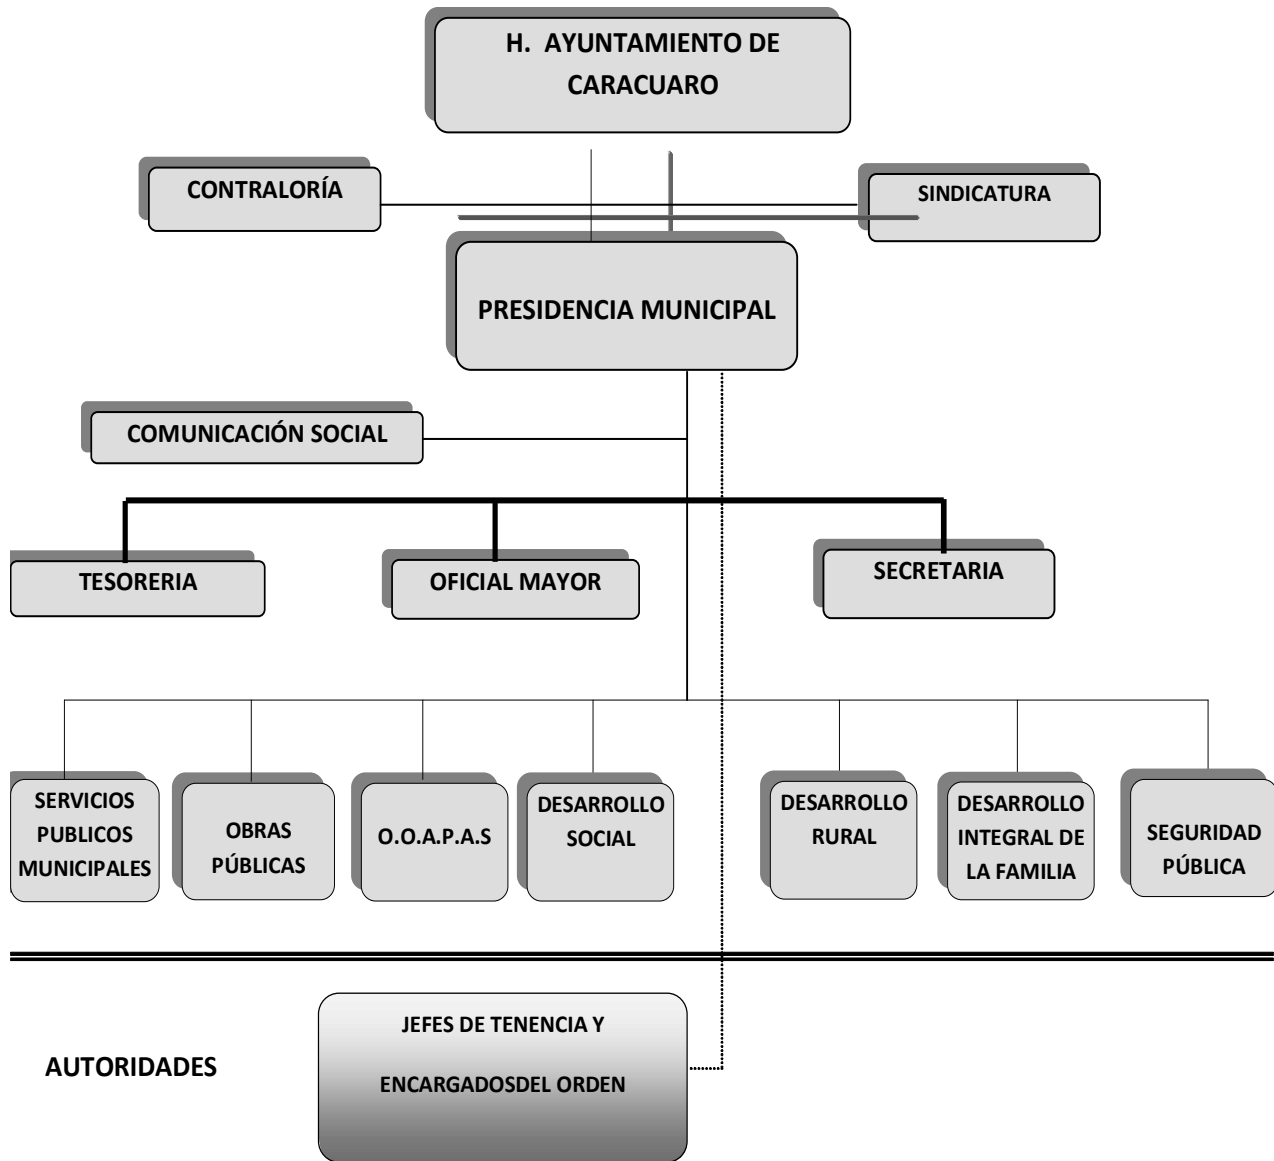 H. AYUNTAMIENTO DE
CARACUARO
CONTRALORÍA
SINDICATURA
PRESIDENCIA MUNICIPAL
COMUNICACIÓN SOCIAL
TESORERIA
OFICIAL MAYOR
SECRETARIA
SERVICIOS
PUBLICOS
MUNICIPALES
OBRAS
PÚBLICAS
O.O.A.P.A.S
DESARROLLO
SOCIAL
DESARROLLO
RURAL
DESARROLLO
INTEGRAL DE
LA FAMILIA
SEGURIDAD
PÚBLICA
AUTORIDADES
JEFES DE TENENCIA Y
ENCARGADOSDEL ORDEN